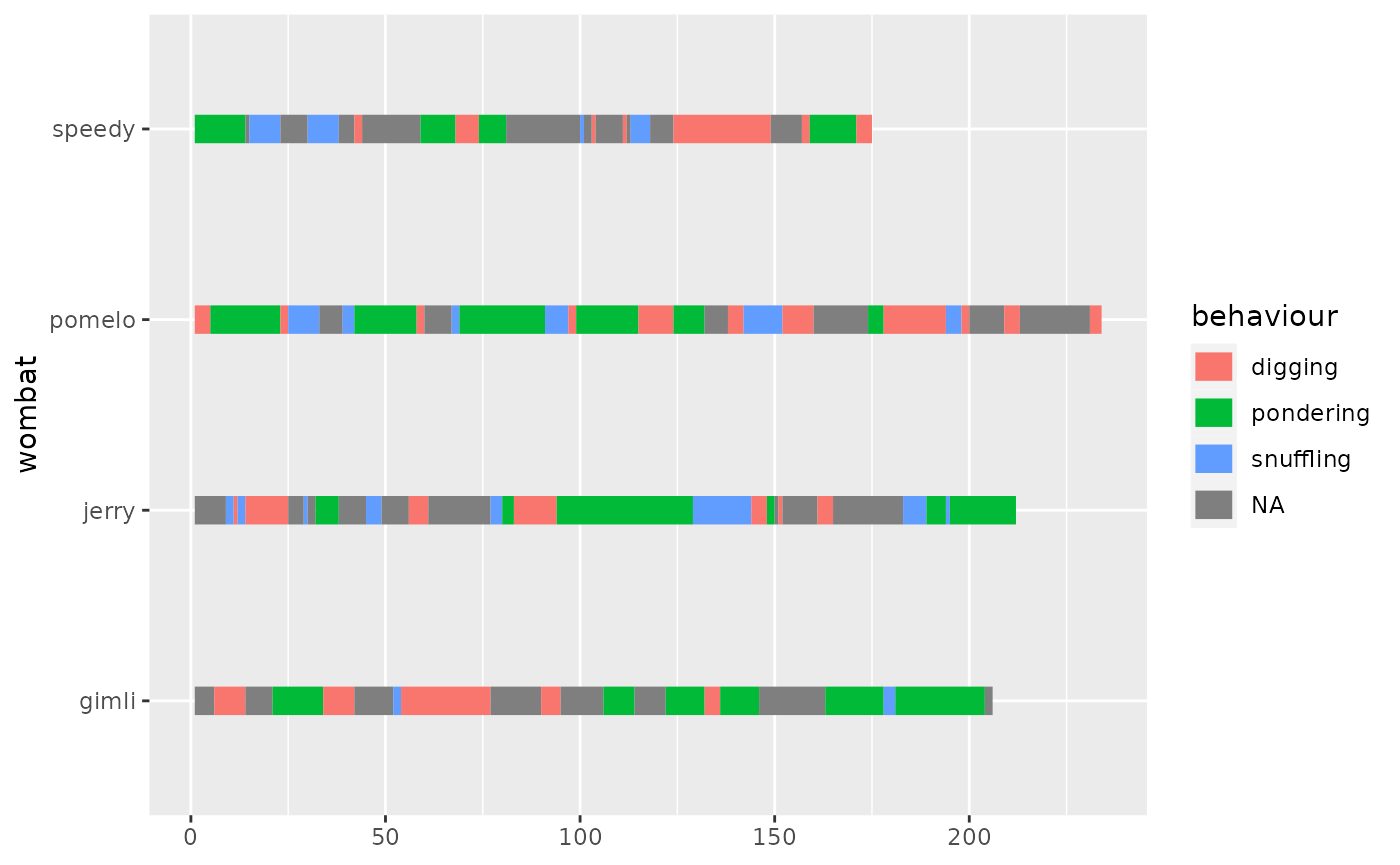 speedy
pomelo
jerry
gimli
wombat
0 50 100 150 200
behaviour
digging
pondering
snuffling
NA